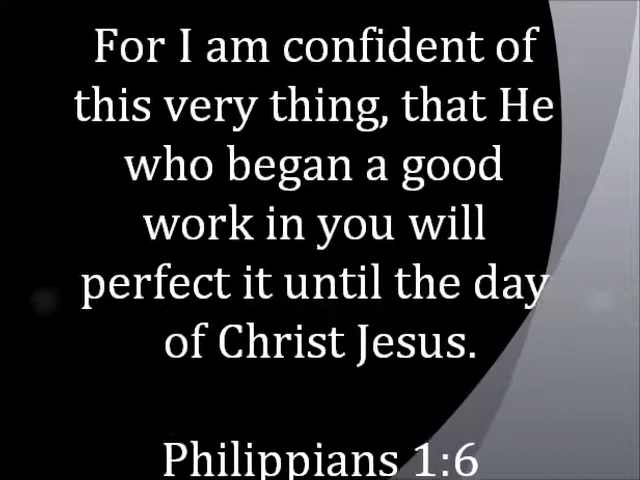 For I am confident of
this very thing, that He
who began a good
work in you will
perfect it until the day
of Christ Jesus.
Philippians 1:6